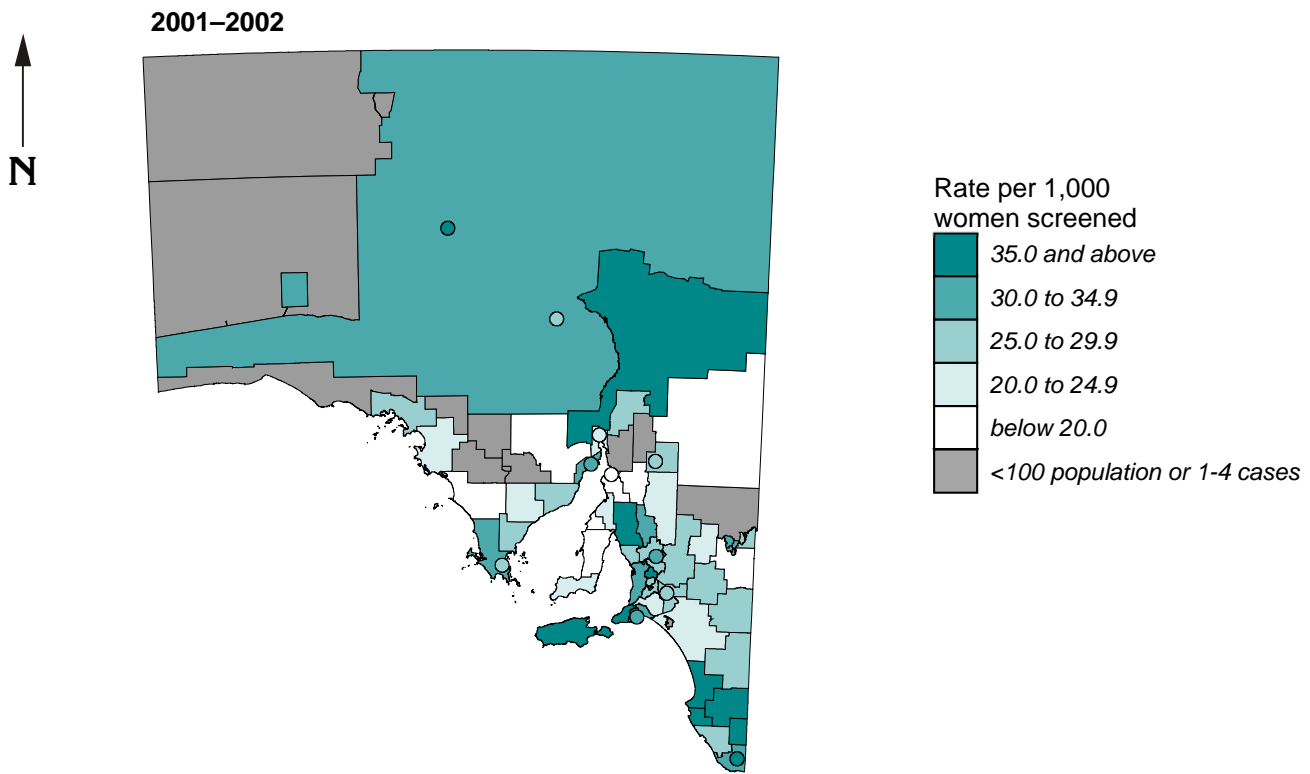 2001–2002
N
Rate per 1,000
women screened
35.0 and above
30.0 to 34.9
25.0 to 29.9
20.0 to 24.9
below 20.0
<100 population or 1-4 cases